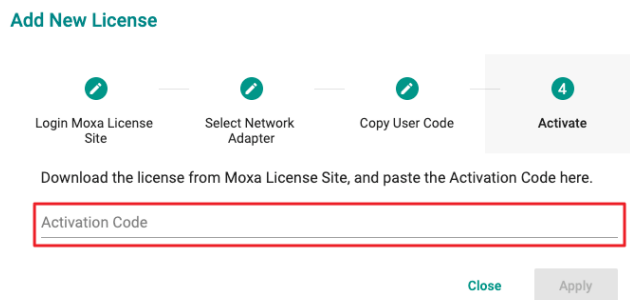 Add New License
4
Login Moxa License
Site
Select Network
Adapter
Copy User Code
Activate
Download the license from Moxa License Site, and paste the Activation Code here.
Activation Code
Close
Apply